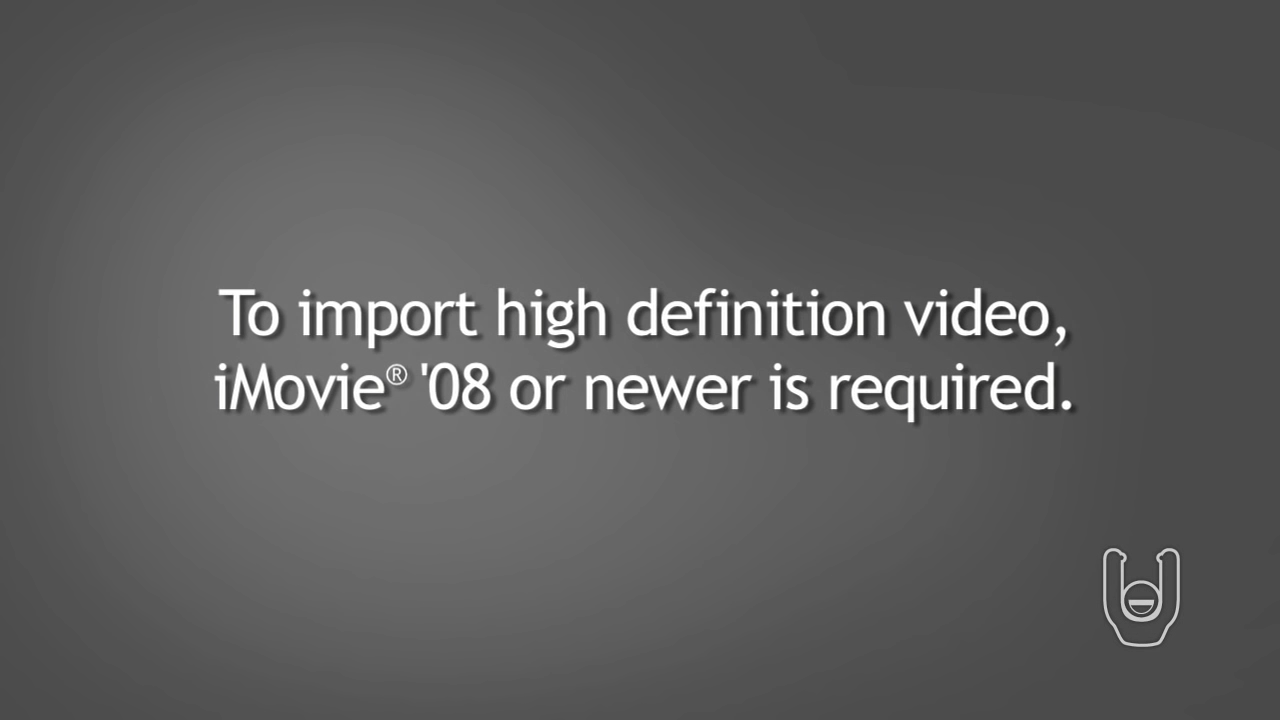 To import high definition video,
iMovie® '08 or newer is required.